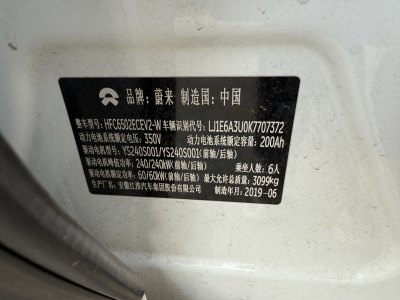 品牌:蔚来 制造国:中国
整车型号:HFC6502ECEV2-W 车辆识别代号:LJ1E6A3U0K7707372
动力电池系统额定电压:350V 动力电池系统额定容量:200Ah
驱动电机型号:YS240S001/YS240S001(前轴/后轴)
驱动电机峰值功率:240/240kW(前轴/后轴) 乘坐人数:6人
驱动电机额定功率:60/60kW(前轴/后轴) 最大允许总质量:3099kg
生产厂名:安徽江淮汽车集团股份有限公司 制造年月:2019-06